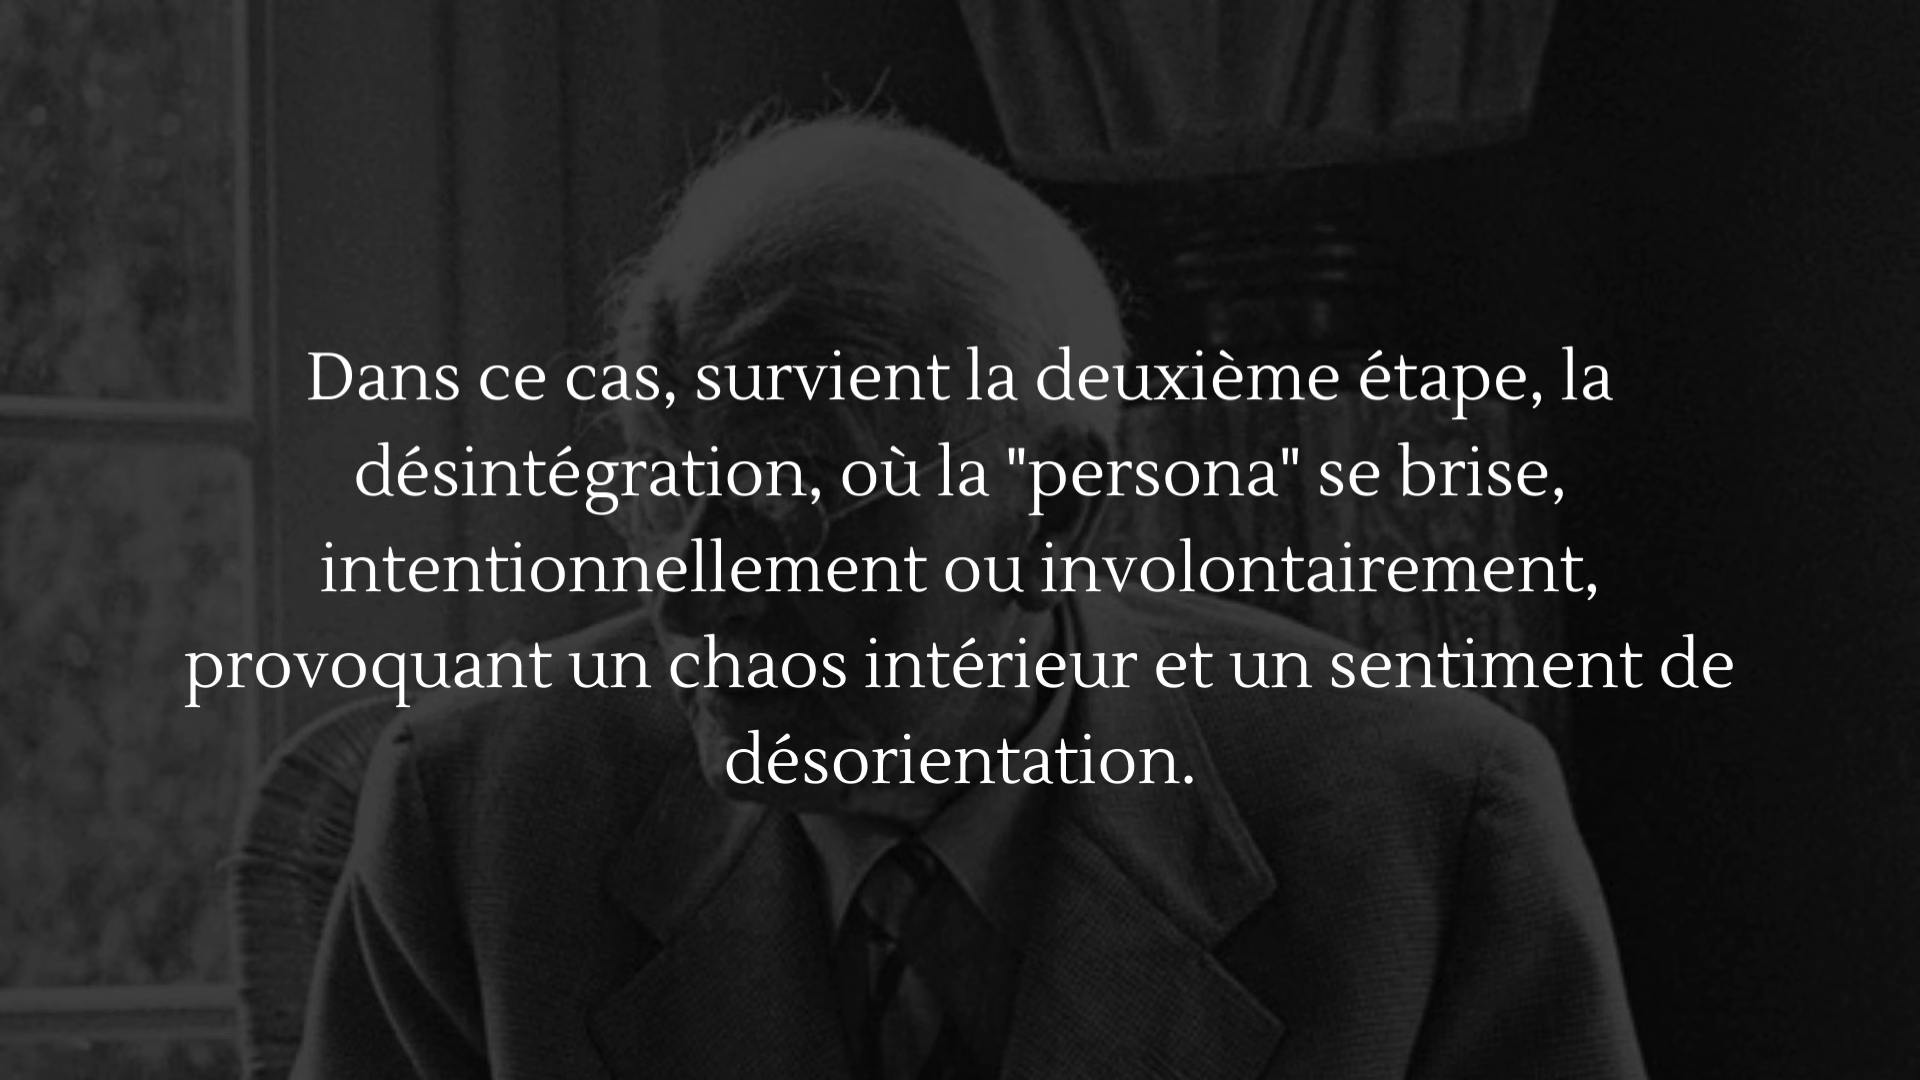 Dans ce cas, survient la deuxième étape, la
désintégration, où la "persona" se brise,
intentionnellement ou involontairement,
provoquant un chaos intérieur et un sentiment de
désorientation.